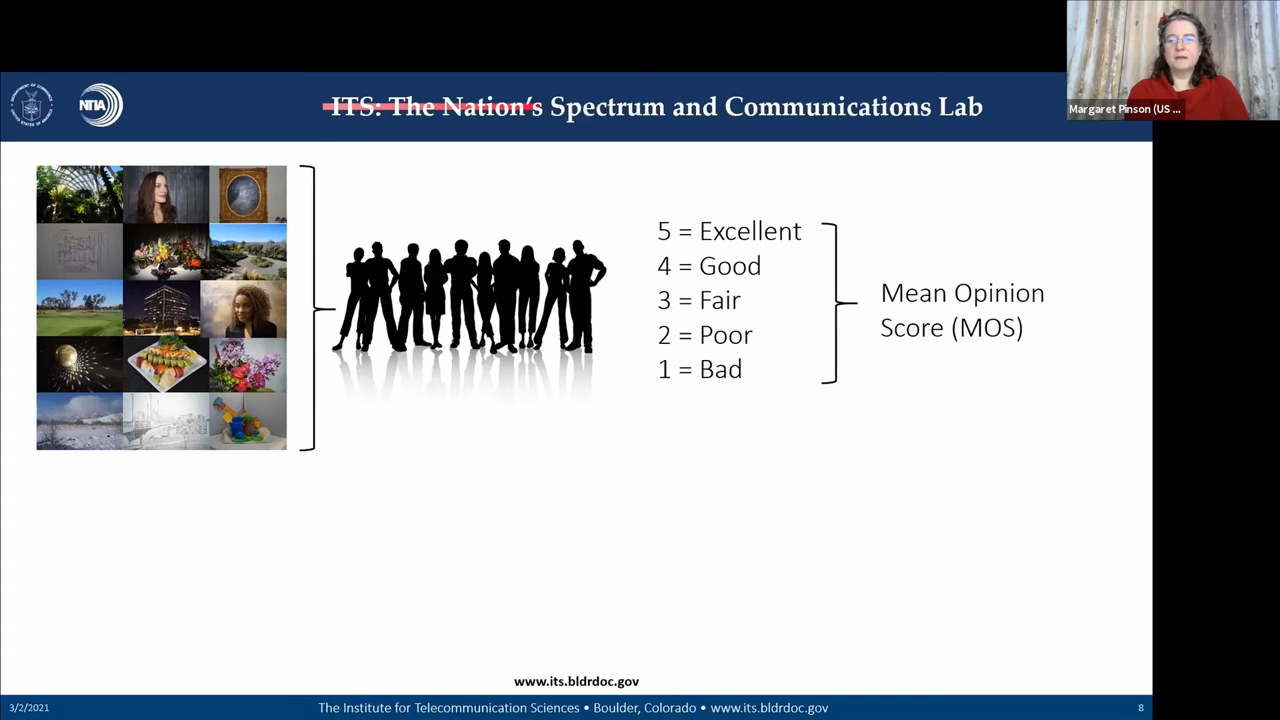 ITS: The Nation's Spectrum and Communications Lab
NTIA
Margaret Pinson (US ...
5 = Excellent
4 = Good
3 = Fair
2 = Poor
1 = Bad
Mean Opinion
Score (MOS)
www.its.bldrdoc.gov
3/2/2021
The Institute for Telecommunication Sciences • Boulder, Colorado • www.its.bldrdoc.gov
8